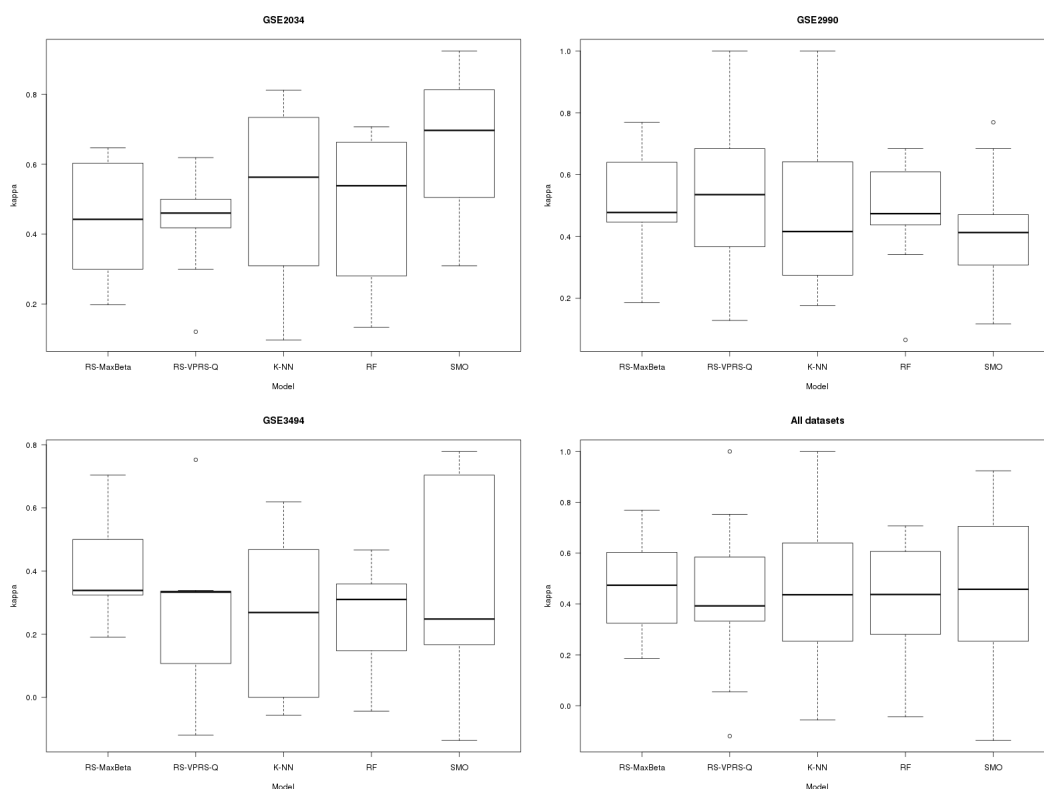 GSE2034
kappa
0.8
0.6
0.4
0.2
RS-MaxBeta RS-VPRS-Q K-NN RF SMO
Model
GSE2990
kappa
1.0
0.8
0.6
0.4
0.2
RS-MaxBeta RS-VPRS-Q K-NN RF SMO
Model
GSE3494
kappa
0.8
0.6
0.4
0.2
0.0
RS-MaxBeta RS-VPRS-Q K-NN RF SMO
Model
All datasets
kappa
1.0
0.8
0.6
0.4
0.2
0.0
RS-MaxBeta RS-VPRS-Q K-NN RF SMO
Model